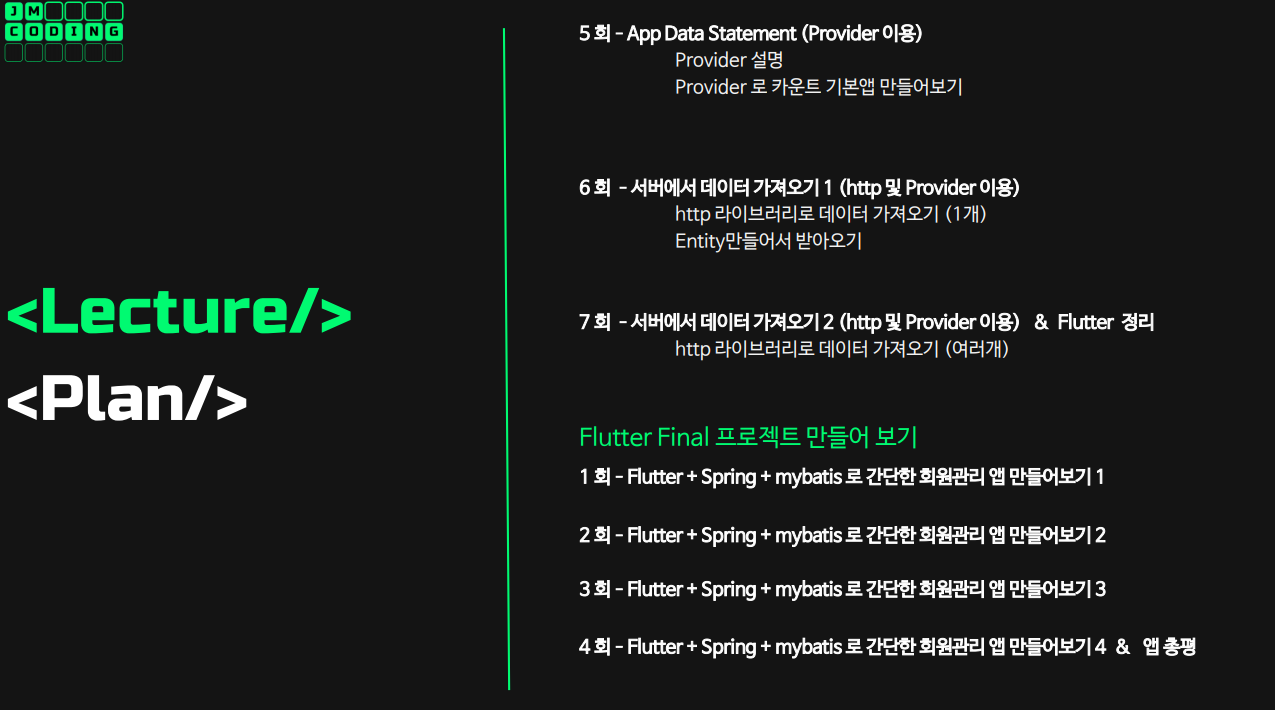 JM
CODING
<Lecture/>
<Plan/>
5 회 - App Data Statement (Provider 이용)
Provider 설명
Provider 로 카운트 기본앱 만들어보기
6 회 - 서버에서 데이터 가져오기 1 (http 및 Provider 이용)
http 라이브러리로 데이터 가져오기 (1개)
Entity만들어서 받아오기
7 회 - 서버에서 데이터 가져오기 2 (http 및 Provider 이용) & Flutter 정리
http 라이브러리로 데이터 가져오기 (여러개)
Flutter Final 프로젝트 만들어 보기
1 회 - Flutter + Spring + mybatis 로 간단한 회원관리 앱 만들어보기 1
2 회 - Flutter + Spring + mybatis 로 간단한 회원관리 앱 만들어보기 2
3 회 - Flutter + Spring + mybatis 로 간단한 회원관리 앱 만들어보기 3
4 회 - Flutter + Spring + mybatis 로 간단한 회원관리 앱 만들어보기 4 & 앱 총평